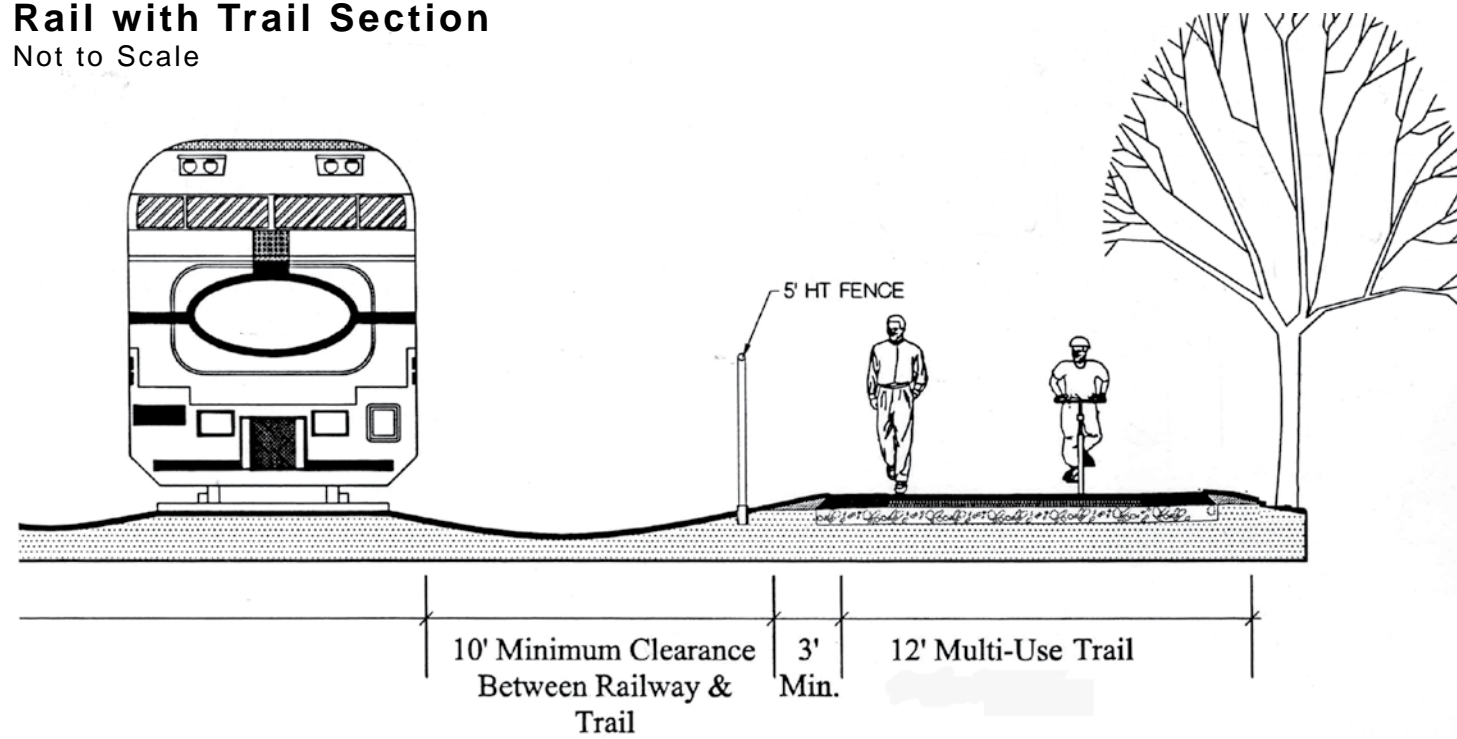 Rail with Trail Section
Not to Scale
5' HT FENCE
10' Minimum Clearance
Between Railway &
Trail
3'
Min.
12' Multi-Use Trail